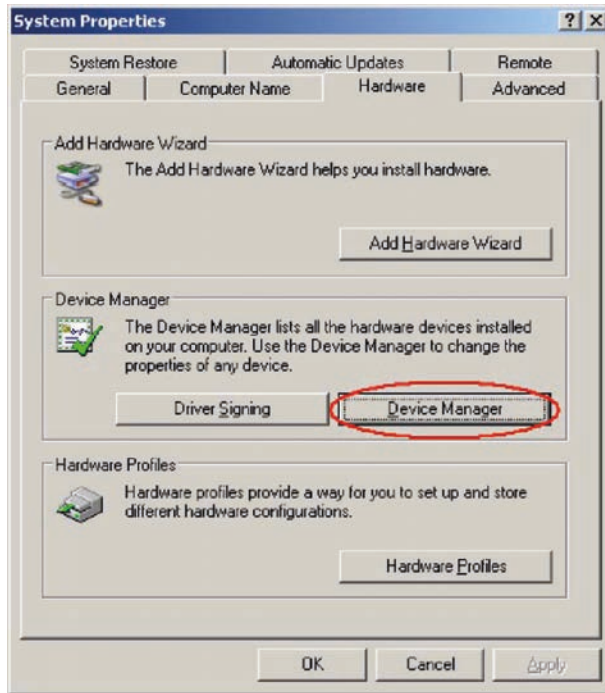 System Properties
System Restore
Automatic Updates
Remote
General
Computer Name
Hardware
Advanced
Add Hardware Wizard
The Add Hardware Wizard helps you install hardware.
Add Hardware Wizard
Device Manager
The Device Manager lists all the hardware devices installed
on your computer. Use the Device Manager to change the
properties of any device.
Driver Signing
Device Manager
Hardware Profiles
Hardware profiles provide a way for you to set up and store
different hardware configurations.
Hardware Profiles
OK
Cancel
Apply